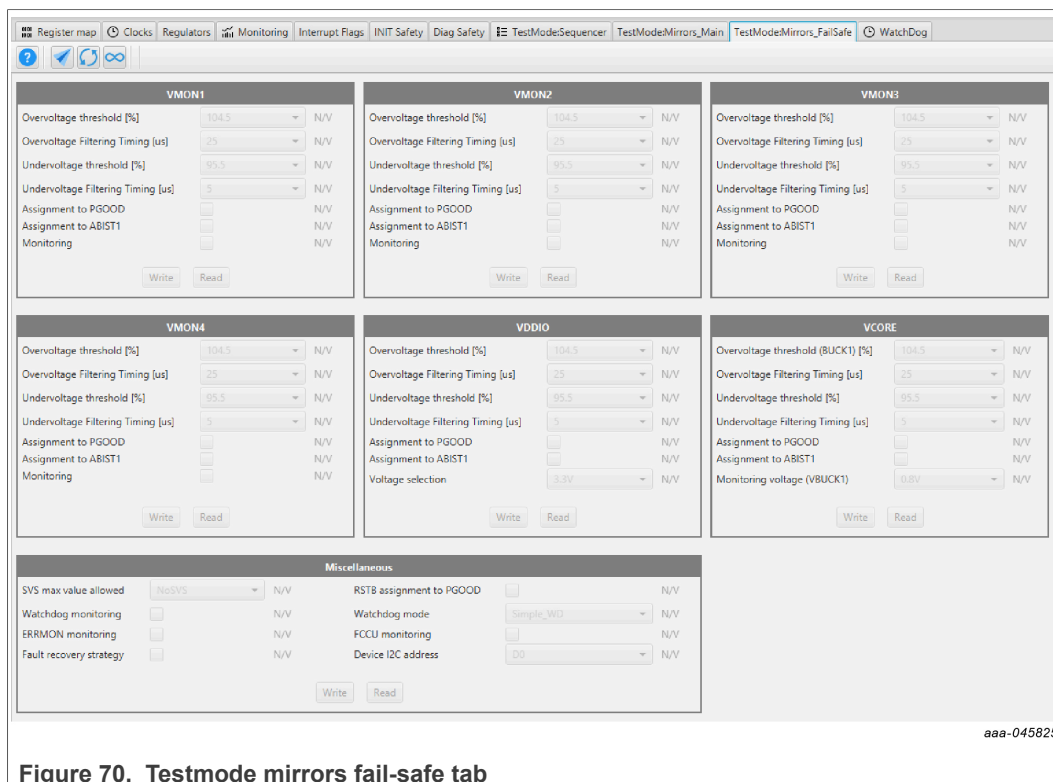 Register map Clocks Regulators Monitoring Interrupt Flags INIT Safety Diag Safety TestMode:Sequencer TestMode:Mirrors_Main TestMode:Mirrors_FailSafe WatchDog
VMON1
Overvoltage threshold [%] 104.5 N/V
Overvoltage Filtering Timing [us] 25 N/V
Undervoltage threshold [%] 95.5 N/V
Undervoltage Filtering Timing [us] 5 N/V
Assignment to PGOOD N/V
Assignment to ABIST1 N/V
Monitoring N/V
Write Read
VMON2
Overvoltage threshold [%] 104.5 N/V
Overvoltage Filtering Timing [us] 25 N/V
Undervoltage threshold [%] 95.5 N/V
Undervoltage Filtering Timing [us] 5 N/V
Assignment to PGOOD N/V
Assignment to ABIST1 N/V
Monitoring N/V
Write Read
VMON3
Overvoltage threshold [%] 104.5 N/V
Overvoltage Filtering Timing [us] 25 N/V
Undervoltage threshold [%] 95.5 N/V
Undervoltage Filtering Timing [us] 5 N/V
Assignment to PGOOD N/V
Assignment to ABIST1 N/V
Monitoring N/V
Write Read
VMON4
Overvoltage threshold [%] 104.5 N/V
Overvoltage Filtering Timing [us] 25 N/V
Undervoltage threshold [%] 95.5 N/V
Undervoltage Filtering Timing [us] 5 N/V
Assignment to PGOOD N/V
Assignment to ABIST1 N/V
Monitoring N/V
Write Read
VDDIO
Overvoltage threshold [%] 104.5 N/V
Overvoltage Filtering Timing [us] 25 N/V
Undervoltage threshold [%] 95.5 N/V
Undervoltage Filtering Timing [us] 5 N/V
Assignment to PGOOD N/V
Assignment to ABIST1 N/V
Voltage selection 3.3V N/V
Write Read
VCORE
Overvoltage threshold (BUCK1) [%] 104.5 N/V
Overvoltage Filtering Timing [us] 25 N/V
Undervoltage threshold [%] 95.5 N/V
Undervoltage Filtering Timing [us] 5 N/V
Assignment to PGOOD N/V
Assignment to ABIST1 N/V
Monitoring voltage (VBUCK1) 0.8V N/V
Write Read
Miscellaneous
SVS max value allowed NoSVS N/V RSTB assignment to PGOOD N/V
Watchdog monitoring N/V Watchdog mode Simple_WD N/V
ERRMON monitoring N/V FCCU monitoring N/V
Fault recovery strategy N/V Device I2C address D0 N/V
Write Read
aaa-045825
Figure 70. Testmode mirrors fail-safe tab